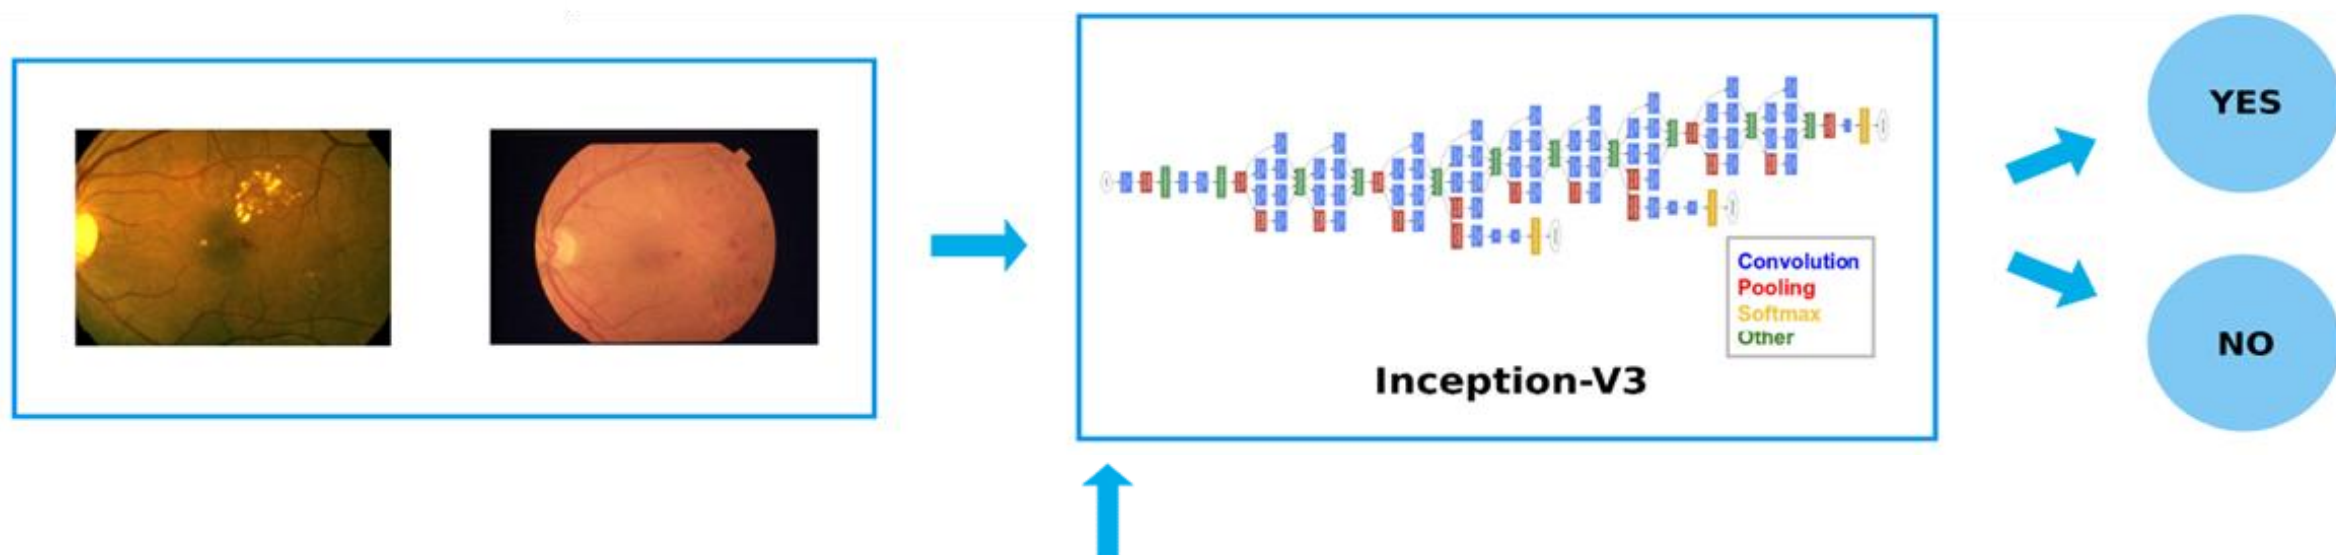 Convolution
Pooling
Softmax
Other
Inception-V3
YES
NO